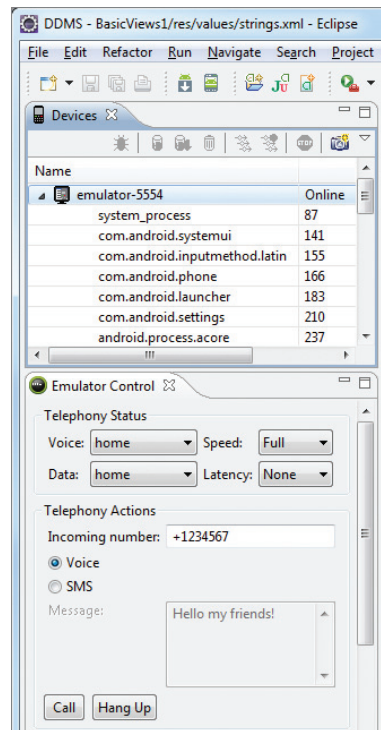 DDMS - BasicViews1/res/values/strings.xml - Eclipse
File Edit Refactor Run Navigate Search Project
Devices
Name
emulator-5554 Online
system_process 87
com.android.systemui 141
com.android.inputmethod.latin 155
com.android.phone 166
com.android.launcher 183
com.android.settings 210
android.process.acore 237
Emulator Control
Telephony Status
Voice: home Speed: Full
Data: home Latency: None
Telephony Actions
Incoming number: +1234567
Voice
SMS
Message: Hello my friends!
Call Hang Up